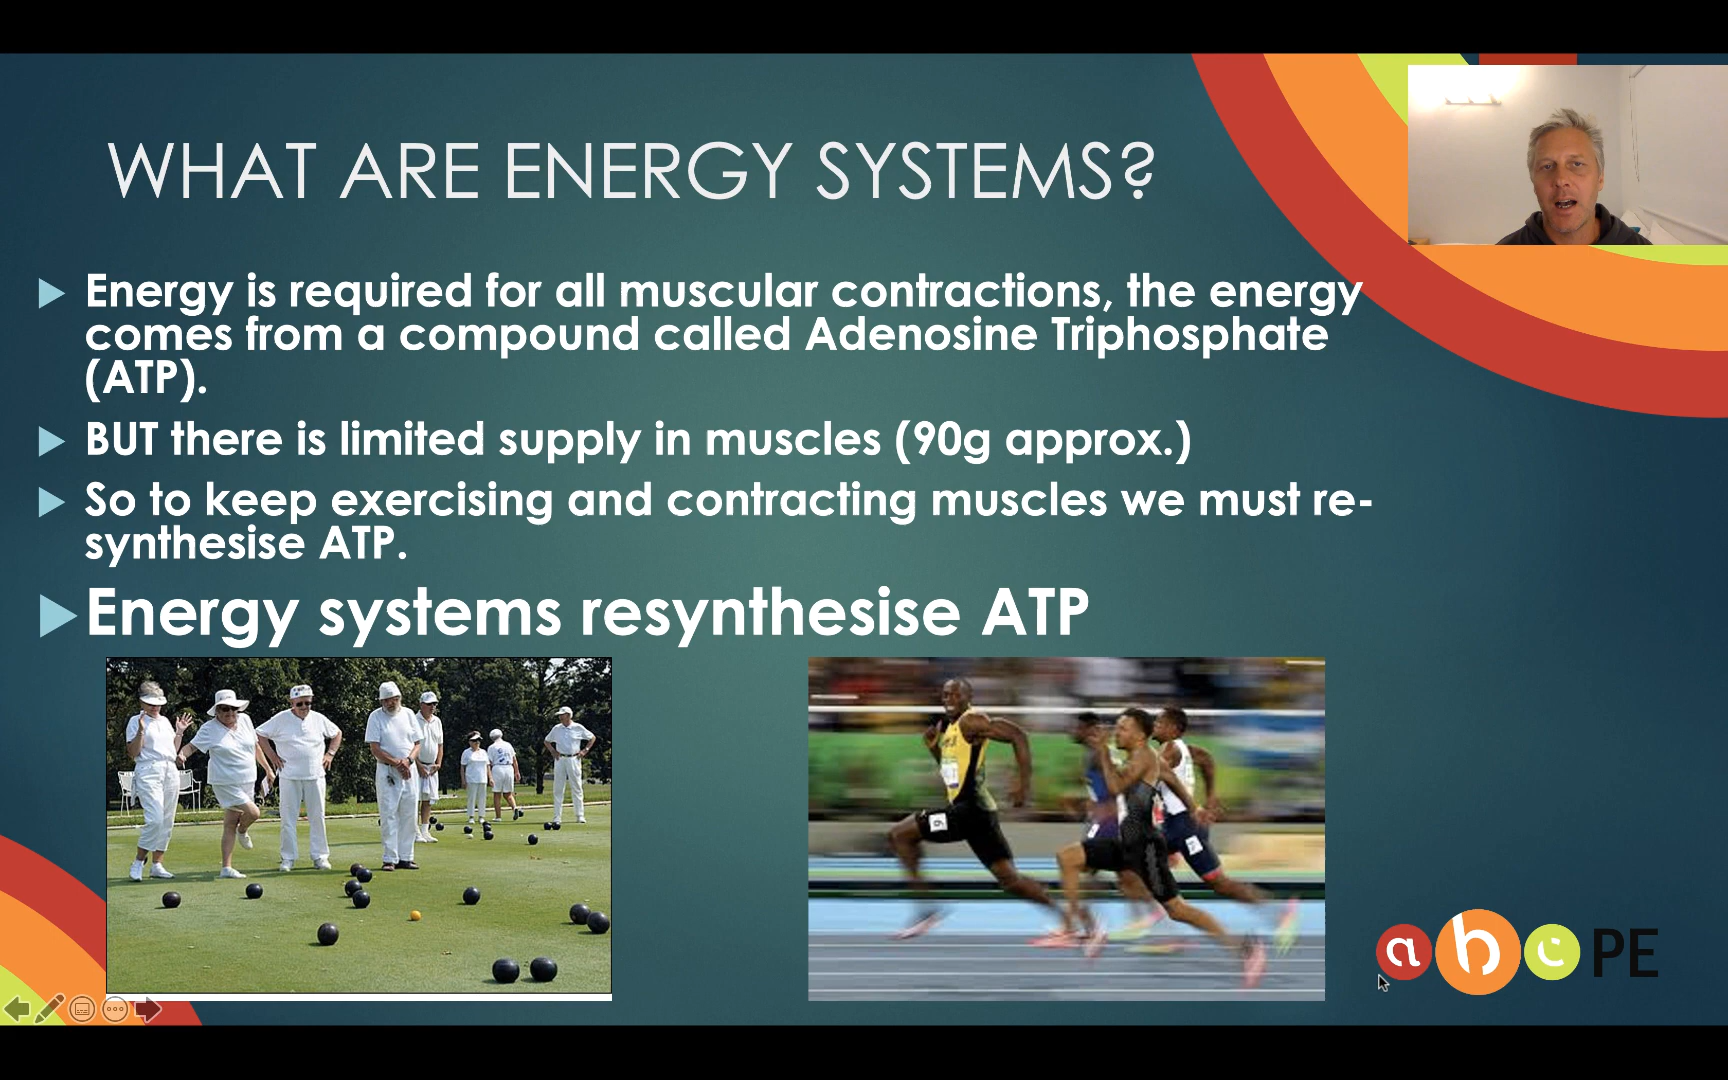 WHAT ARE ENERGY SYSTEMS?
Energy is required for all muscular contractions, the energy
comes from a compound called Adenosine Triphosphate
(ATP).
BUT there is limited supply in muscles (90g approx.)
So to keep exercising and contracting muscles we must re-
synthesise ATP.
Energy systems resynthesise ATP
abc PE